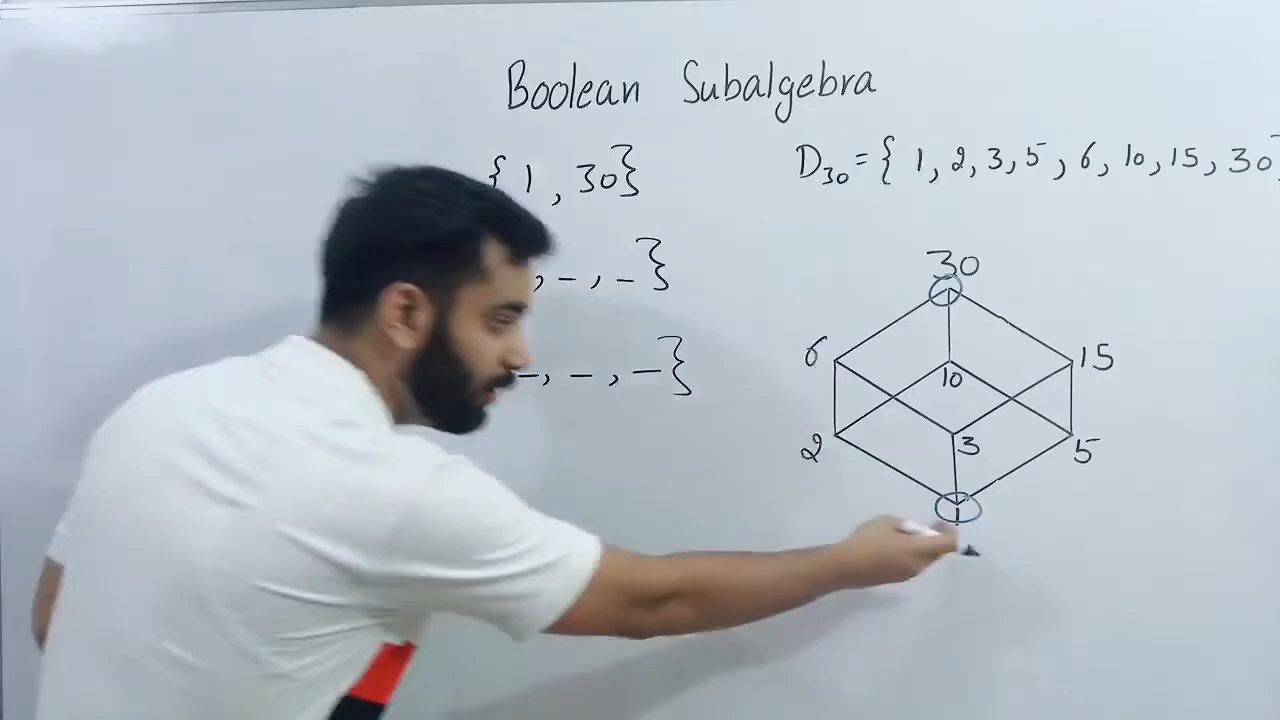 Boolean Subalgebra
{ 1 , 30}
D30 = { 1, 2, 3, 5, 6, 10, 15, 30
, – , – }
– , – , – }
30
6
15
10
2
3
5
1